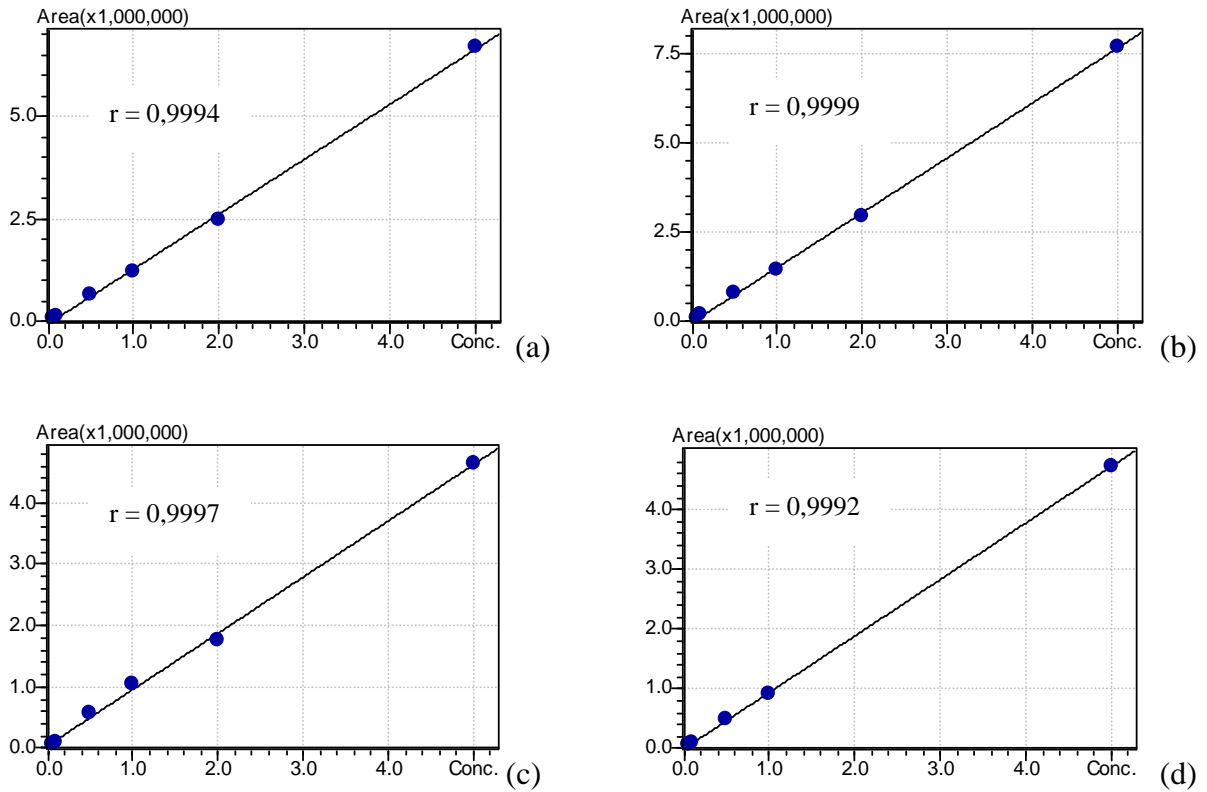 Area(x1,000,000)
r = 0,9994
5.0
2.5
0.0
0.0 1.0 2.0 3.0 4.0 Conc. (a)
Area(x1,000,000)
7.5
r = 0,9999
5.0
2.5
0.0
0.0 1.0 2.0 3.0 4.0 Conc. (b)
Area(x1,000,000)
4.0
r = 0,9997
3.0
2.0
1.0
0.0
0.0 1.0 2.0 3.0 4.0 Conc. (c)
Area(x1,000,000)
r = 0,9992
4.0
3.0
2.0
1.0
0.0
0.0 1.0 2.0 3.0 4.0 Conc. (d)